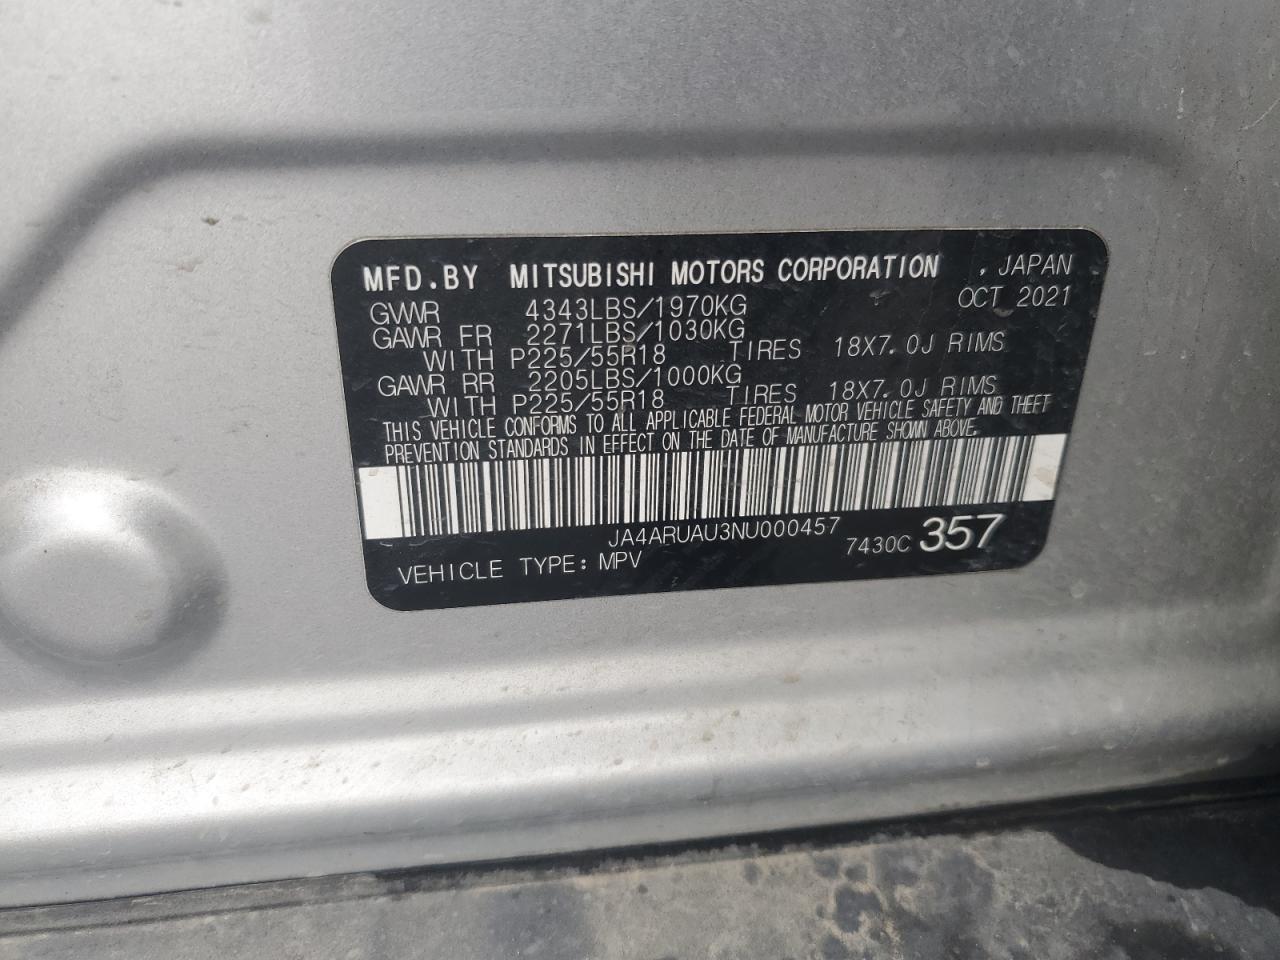 MFD.BY MITSUBISHI MOTORS CORPORATION , JAPAN
GVWR 4343LBS/1970KG OCT 2021
GAWR FR 2271LBS/1030KG
WITH P225/55R18 TIRES 18X7.0J RIMS
GAWR RR 2205LBS/1000KG
WITH P225/55R18 TIRES 18X7.0J RIMS
THIS VEHICLE CONFORMS TO ALL APPLICABLE FEDERAL MOTOR VEHICLE SAFETY AND THEFT
PREVENTION STANDARDS IN EFFECT ON THE DATE OF MANUFACTURE SHOWN ABOVE.
JA4ARUAU3NU000457
VEHICLE TYPE: MPV 7430C 357